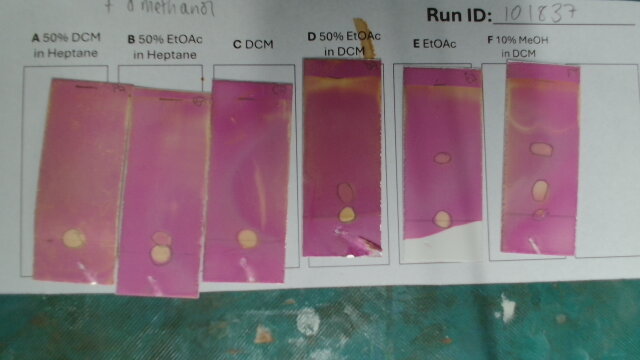 methanol
Run ID: 101837
A 50% DCM
in Heptane
B 50% EtOAc
in Heptane
C DCM
D 50% EtOAc
in DCM
E EtOAc
F 10% MeOH
in DCM